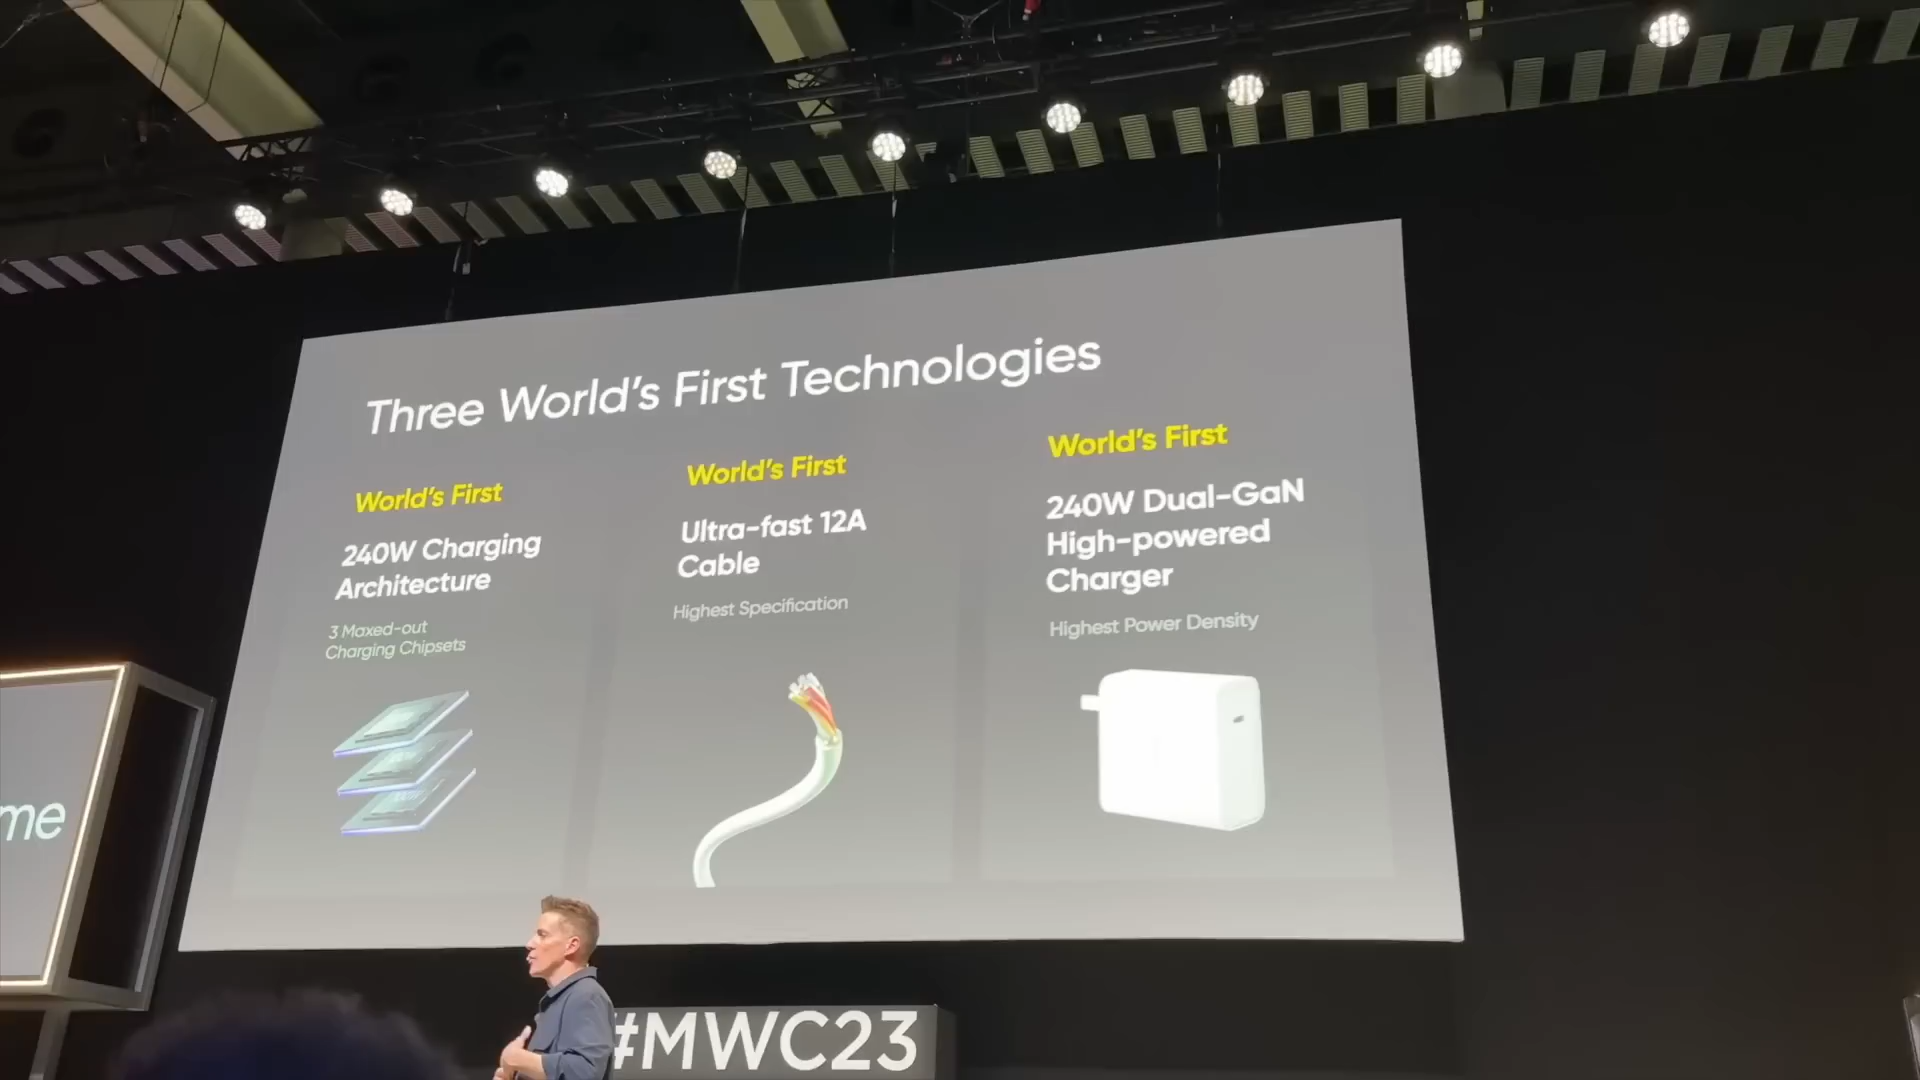 Three World's First Technologies
World's First
240W Charging
Architecture
3 Maxed-out
Charging Chipsets
World's First
Ultra-fast 12A
Cable
Highest Specification
World's First
240W Dual-GaN
High-powered
Charger
Highest Power Density
me
#MWC23